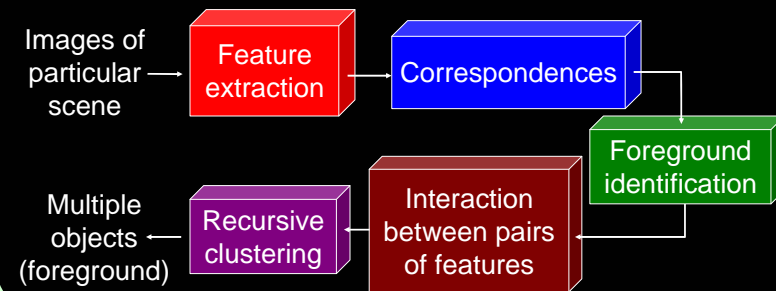 Images of
particular
scene
Feature
extraction
Correspondences
Foreground
identification
Interaction
between pairs
of features
Recursive
clustering
Multiple
objects
(foreground)